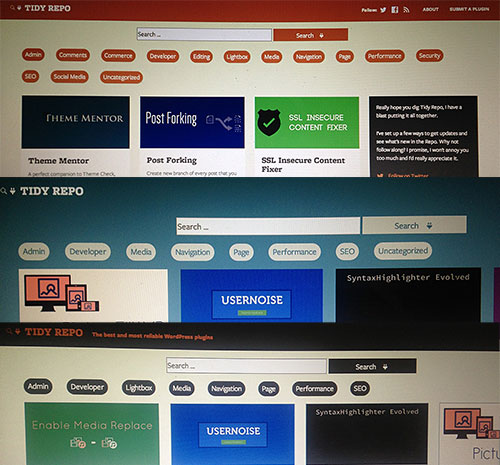 TIDY REPO
Follow:
ABOUT
SUBMIT A PLUGIN
Search ...
Search
Admin Comments Commerce Developer Editing Lightbox Media Navigation Page Performance Security
SEO Social Media Uncategorized
THEME MENTOR
Post Forking
SSL INSECURE
CONTENT
FIXER
Really hope you dig Tidy Repo, I have a
blast putting it all together.
I've set up a few ways to get updates and
see what's new in the Repo. Why not
follow along? I promise, I won't annoy you
too much and I'd really appreciate it.
Follow on Twitter
Theme Mentor
A perfect companion to Theme Check,
Post Forking
Create new branch of every post that you
SSL Insecure Content
Fixer
TIDY REPO
Search ...
Search
Admin Developer Media Navigation Page Performance SEO Uncategorized
USERNOISE
SyntaxHighlighter Evolved
TIDY REPO
The best and most reliable WordPress plugins
Search ...
Search
Admin Developer Lightbox Media Navigation Page Performance SEO
Enable Media Replace
USERNOISE
SyntaxHighlighter Evolved
Pictu